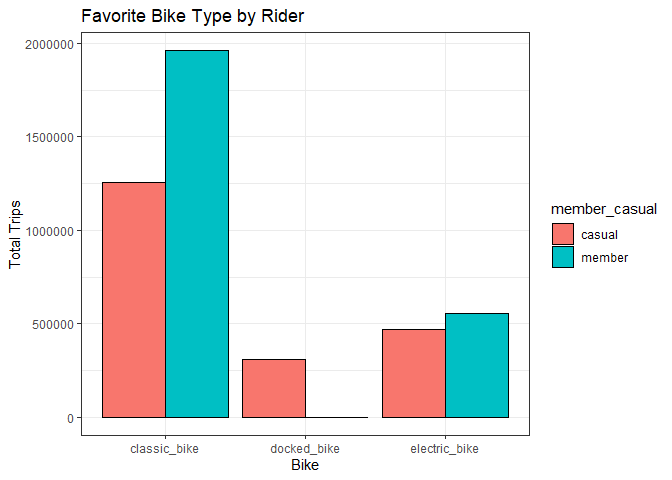 Favorite Bike Type by Rider
2000000
1500000
1000000
500000
0
Total Trips
classic_bike docked_bike electric_bike
Bike
member_casual
casual
member